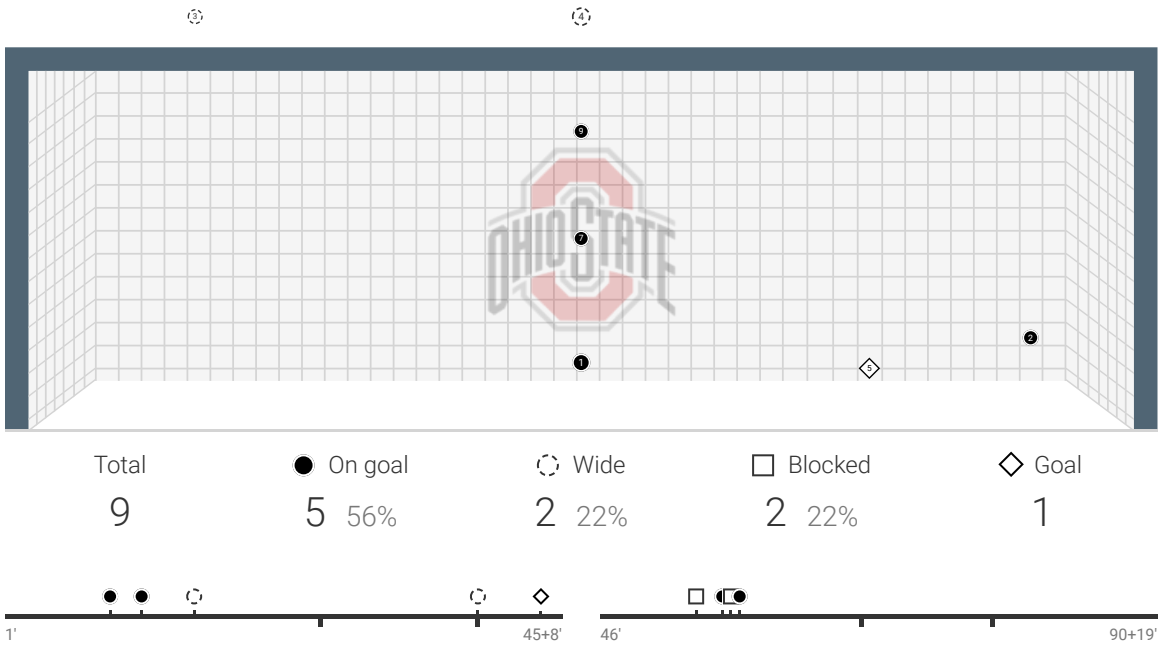 3
4
9
OHIO STATE
7
2
1
5
Total
On goal
Wide
Blocked
Goal
9
5 56%
2 22%
2 22%
1
1' 45+8' 46' 90+19'